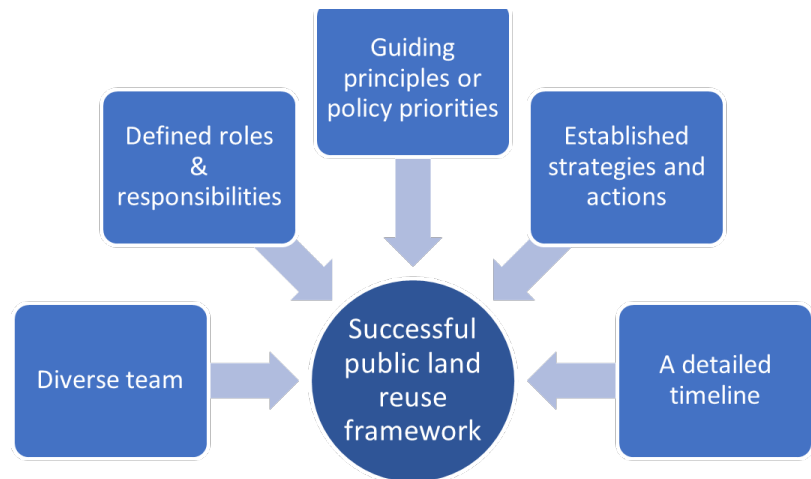 Guiding
principles or
policy priorities
Defined roles
&
responsibilities
Established
strategies and
actions
Diverse team
Successful
public land
reuse
framework
A detailed
timeline